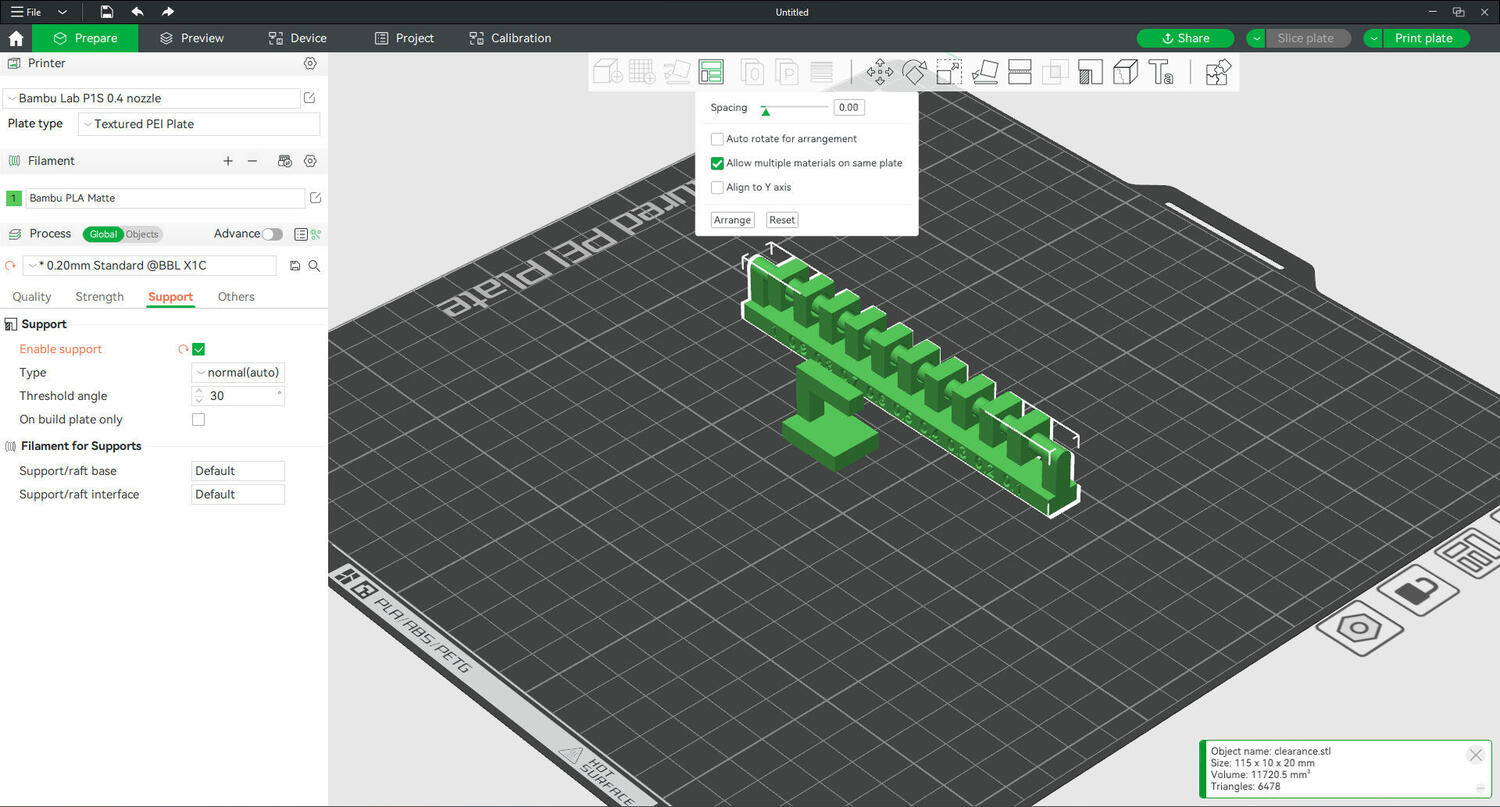 File
Untitled
Prepare
Preview
Device
Project
Calibration
Share
Slice plate
Print plate
Printer
Bambu Lab P1S 0.4 nozzle
Plate type
Textured PEI Plate
Filament
1
Bambu PLA Matte
Process
Global
Objects
Advance
* 0.20mm Standard @BBL X1C
Quality
Strength
Support
Others
Support
Enable support
Type
normal(auto)
Threshold angle
30
°
On build plate only
Filament for Supports
Support/raft base
Default
Support/raft interface
Default
Spacing
0.00
Auto rotate for arrangement
Allow multiple materials on same plate
Align to Y axis
Arrange
Reset
ured PEI Plate
PLA/ABS/PETG
HOT
SURFACE
Object name: clearance.stl
Size: 115 x 10 x 20 mm
Volume: 11720.5 mm³
Triangles: 6478